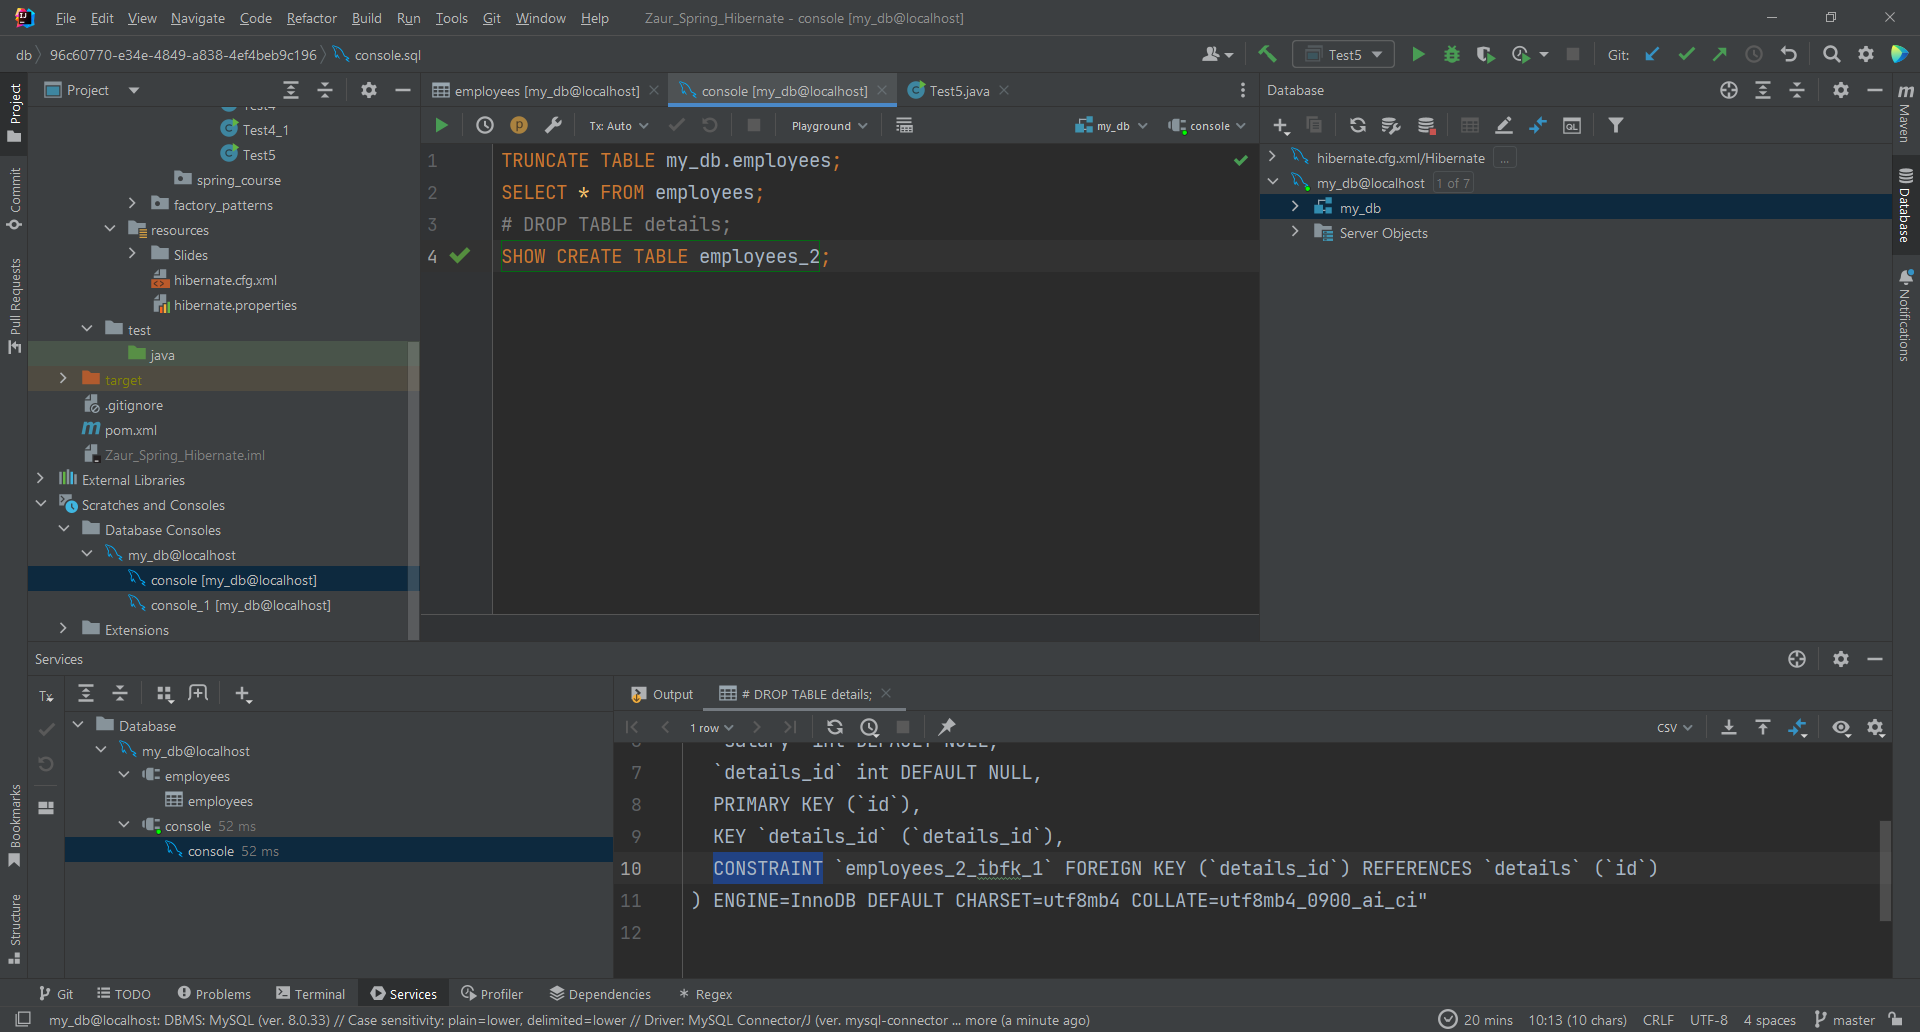 File Edit View Navigate Code Refactor Build Run Tools Git Window Help Zaur_Spring_Hibernate - console [my_db@localhost]
db 96c60770-e34e-4849-a838-4ef4beb9c196 console.sql
Test5
Git:
Project
employees [my_db@localhost]
console [my_db@localhost]
Test5.java
Database
Tx: Auto
Playground
my_db
console
Test4
Test4_1
Test5
spring_course
factory_patterns
resources
Slides
hibernate.cfg.xml
hibernate.properties
test
java
target
.gitignore
pom.xml
Zaur_Spring_Hibernate.iml
External Libraries
Scratches and Consoles
Database Consoles
my_db@localhost
console [my_db@localhost]
console_1 [my_db@localhost]
Extensions
1 TRUNCATE TABLE my_db.employees;
2 SELECT * FROM employees;
3 # DROP TABLE details;
4 SHOW CREATE TABLE employees_2;
hibernate.cfg.xml/Hibernate ...
my_db@localhost 1 of 7
my_db
Server Objects
Project
Commit
Pull Requests
Bookmarks
Structure
m
Maven
Database
Notifications
Services
Tx
Database
my_db@localhost
employees
employees
console 52 ms
console 52 ms
Output
# DROP TABLE details;
1 row
CSV
6 `salary` int DEFAULT NULL,
7 `details_id` int DEFAULT NULL,
8 PRIMARY KEY (`id`),
9 KEY `details_id` (`details_id`),
10 CONSTRAINT `employees_2_ibfk_1` FOREIGN KEY (`details_id`) REFERENCES `details` (`id`)
11 ) ENGINE=InnoDB DEFAULT CHARSET=utf8mb4 COLLATE=utf8mb4_0900_ai_ci"
12
Git TODO Problems Terminal Services Profiler Dependencies Regex
my_db@localhost: DBMS: MySQL (ver. 8.0.33) // Case sensitivity: plain=lower, delimited=lower // Driver: MySQL Connector/J (ver. mysql-connector ... more (a minute ago) 20 mins 10:13 (10 chars) CRLF UTF-8 4 spaces master